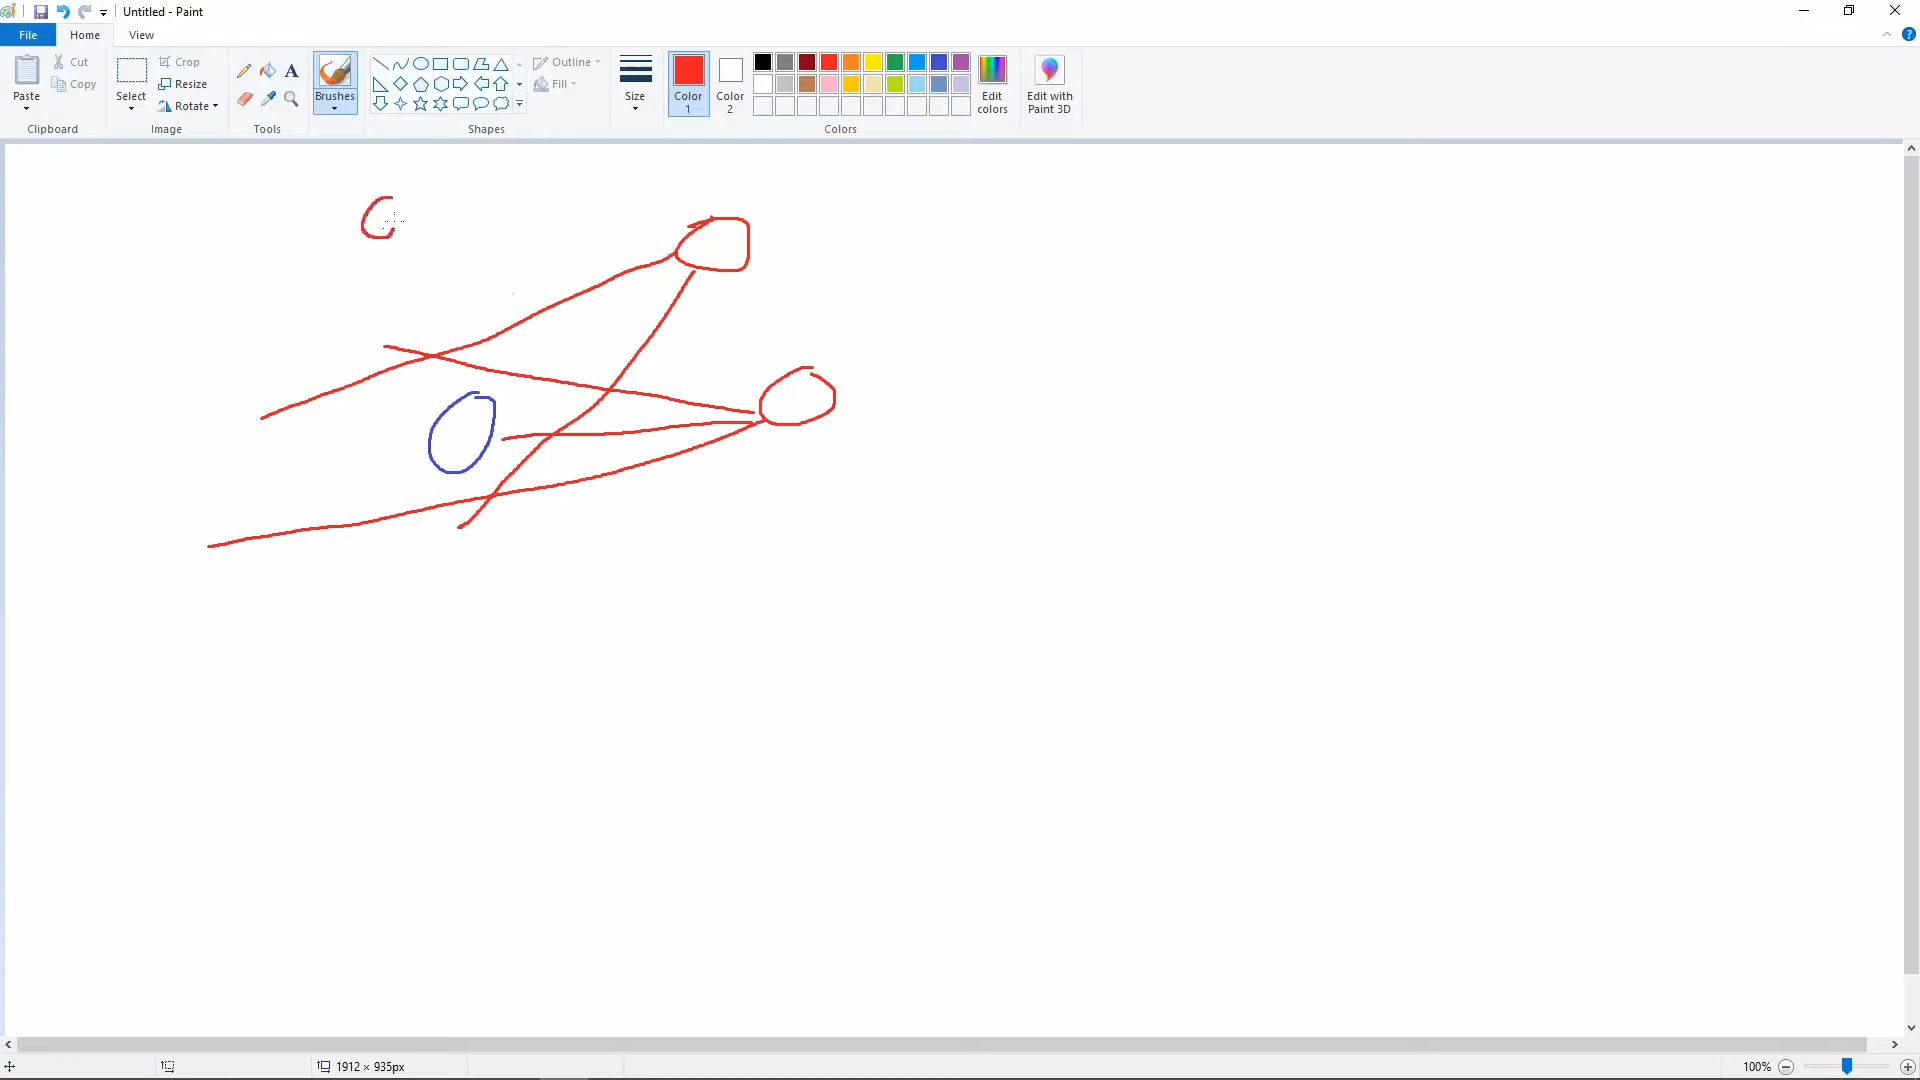 Untitled - Paint
File Home View
Paste Cut Copy
Clipboard
Select Crop Resize Rotate
Image
A
Tools
Brushes
Outline Fill
Shapes
Size
Color 1
Color 2
Edit colors
Colors
Edit with Paint 3D
1912 × 935px
100%